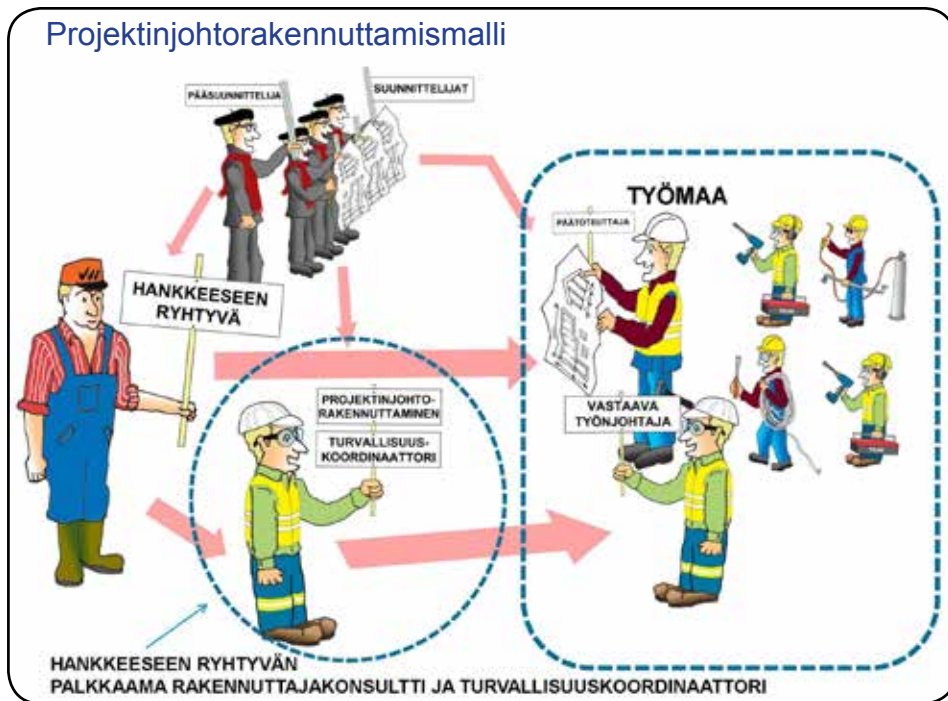 Projektinjohtorakennuttamismalli
PÄÄSUUNNITTELIJA
SUUNNITTELIJAT
TYÖMAA
PÄÄTOTEUTTAJA
HANKKEESEEN
RYHTYVÄ
PROJEKTINJOHTO-
RAKENNUTTAMINEN
TURVALLISUUS-
KOORDINAATTORI
VASTAAVA
TYÖNJOHTAJA
HANKKEESEEN RYHTYVÄN
PALKKAAMA RAKENNUTTAJAKONSULTTI JA TURVALLISUUSKOORDINAATTORI